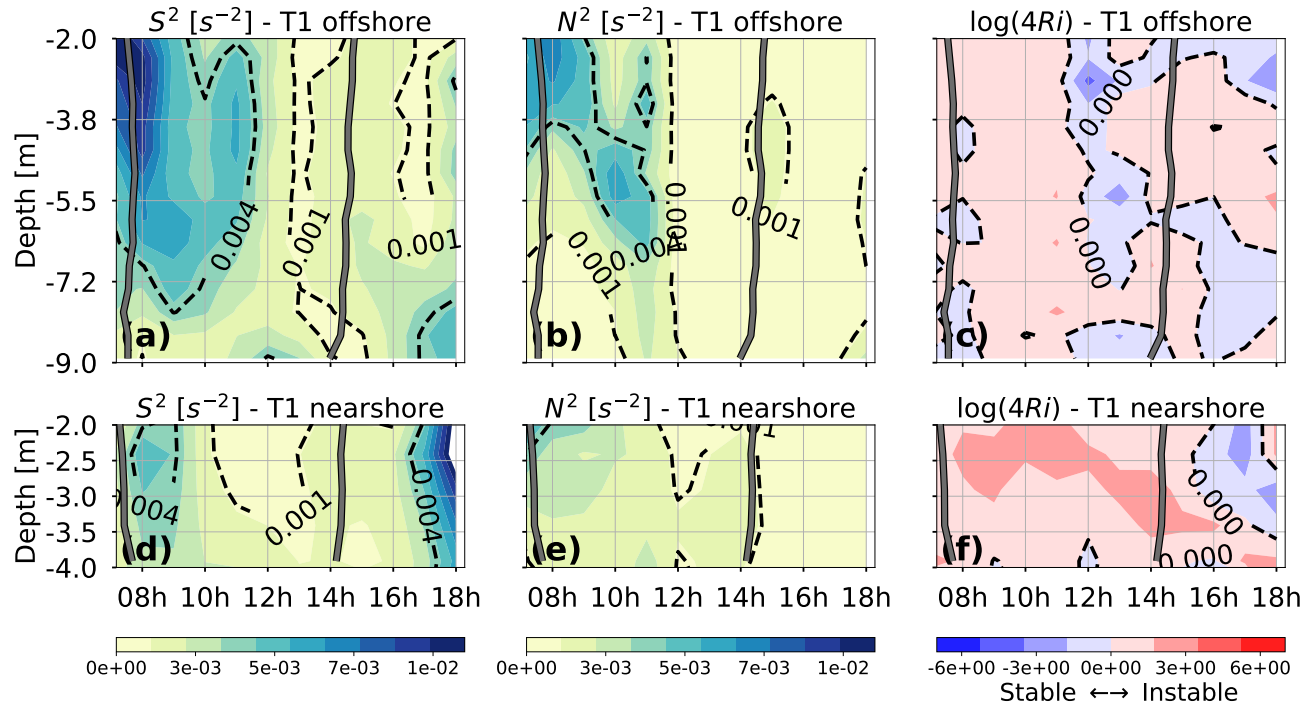 S² [s⁻²] - T1 offshore
N² [s⁻²] - T1 offshore
log(4Ri) - T1 offshore
Depth [m]
-2.0
-3.8
-5.5
-7.2
-9.0
0.004
0.001
0.001
(a)
0.001
0.004
0.001
0.001
(b)
0.000
0.000
(c)
S² [s⁻²] - T1 nearshore
N² [s⁻²] - T1 nearshore
log(4Ri) - T1 nearshore
Depth [m]
-2.0
-2.5
-3.0
-3.5
-4.0
0.004
0.001
0.004
(d)
0.001
(e)
0.000
0.000
(f)
08h 10h 12h 14h 16h 18h
08h 10h 12h 14h 16h 18h
08h 10h 12h 14h 16h 18h
0e+00 3e-03 5e-03 7e-03 1e-02
0e+00 3e-03 5e-03 7e-03 1e-02
-6e+00 -3e+00 0e+00 3e+00 6e+00
Stable ←→ Instable